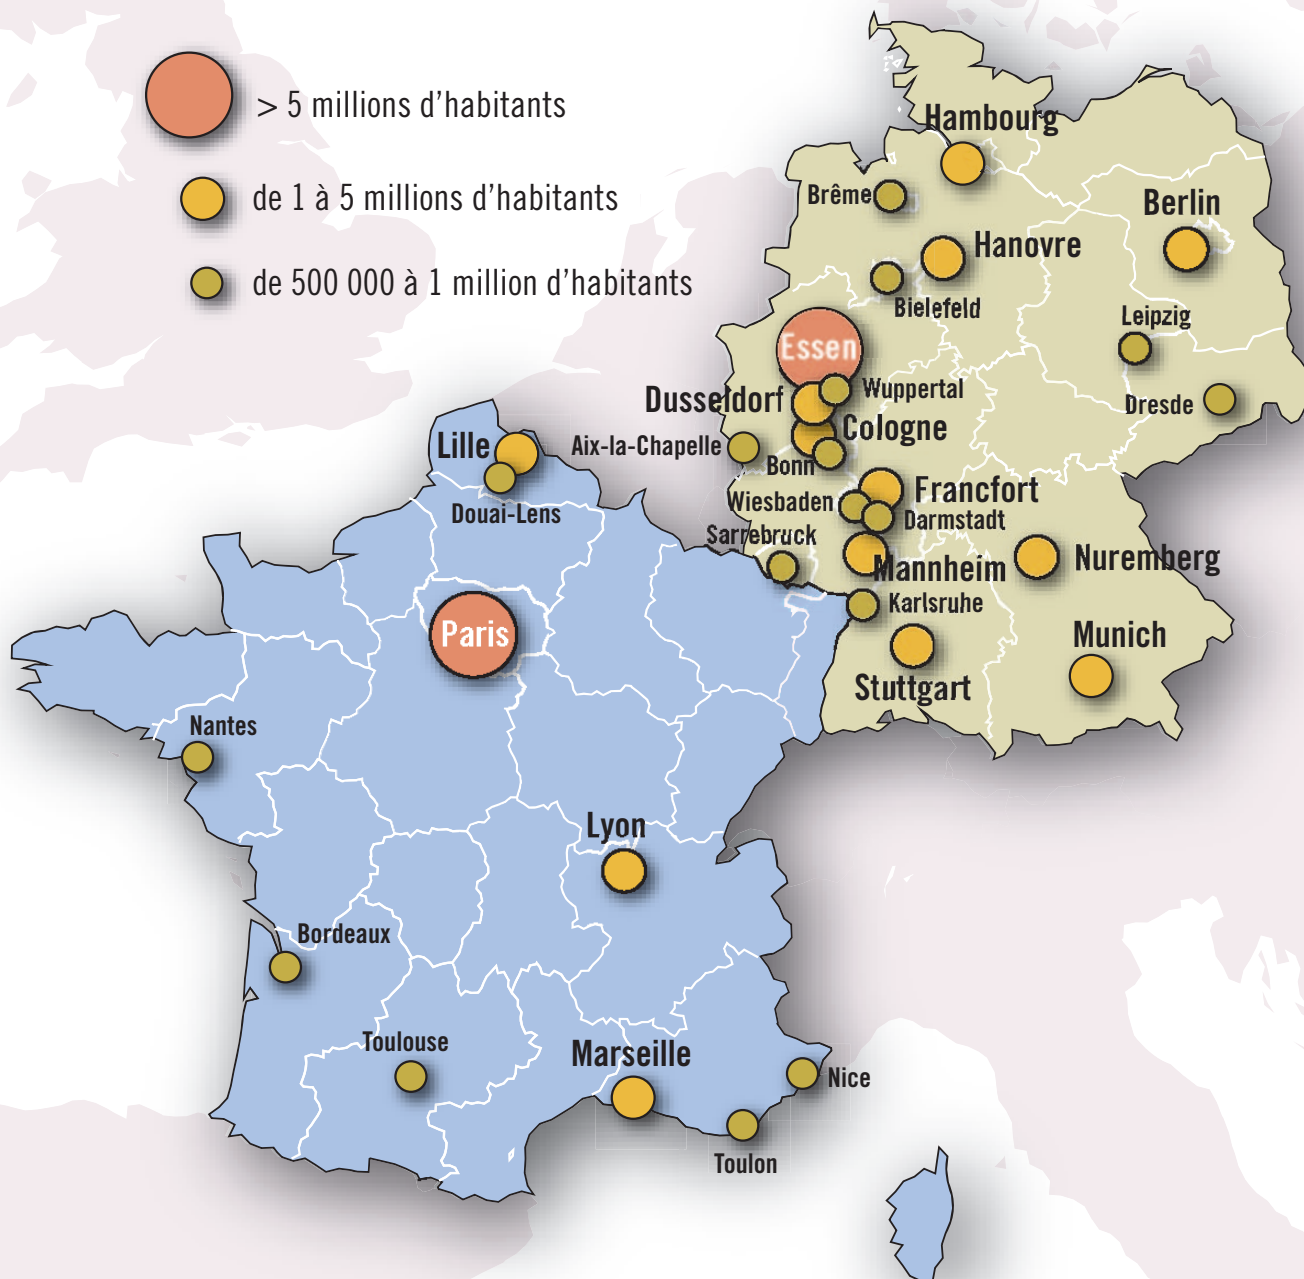 > 5 millions d'habitants
de 1 à 5 millions d'habitants
de 500 000 à 1 million d'habitants
Hambourg
Brême
Berlin
Hanovre
Bielefeld
Leipzig
Essen
Wuppertal
Dusseldorf
Dresde
Cologne
Lille
Aix-la-Chapelle
Bonn
Francfort
Wiesbaden
Douai-Lens
Darmstadt
Sarrebruck
Nuremberg
Mannheim
Karlsruhe
Paris
Munich
Stuttgart
Nantes
Lyon
Bordeaux
Toulouse
Marseille
Nice
Toulon